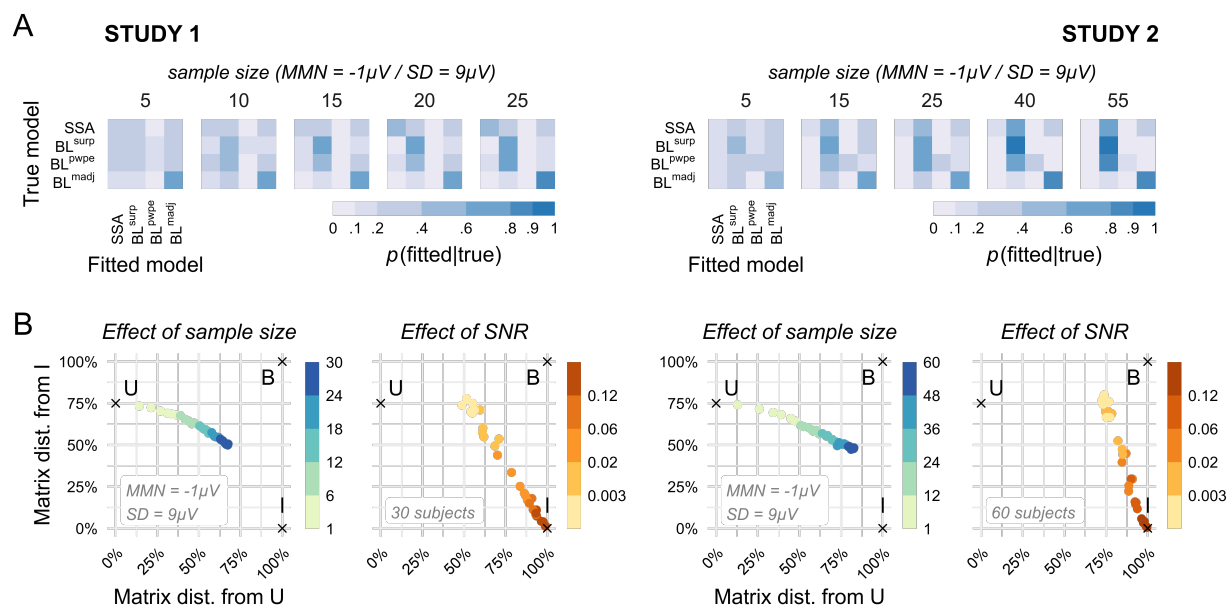 A
STUDY 1
STUDY 2
sample size (MMN = -1µV / SD = 9µV)
5 10 15 20 25
True model
SSA
BLsurp
BLpwpe
BLmadj
SSA
BLsurp
BLpwpe
BLmadj
Fitted model
0 .1 .2 .4 .6 .8 .9 1
p(fitted|true)
sample size (MMN = -1µV / SD = 9µV)
5 15 25 40 55
SSA
BLsurp
BLpwpe
BLmadj
SSA
BLsurp
BLpwpe
BLmadj
Fitted model
0 .1 .2 .4 .6 .8 .9 1
p(fitted|true)
B
Effect of sample size
Matrix dist. from I
100%
75%
50%
25%
0%
U
B
I
MMN = -1µV
SD = 9µV
0% 25% 50% 75% 100%
Matrix dist. from U
30
24
18
12
6
1
Effect of SNR
U
B
I
30 subjects
0% 25% 50% 75% 100%
0.12
0.06
0.02
0.003
Effect of sample size
100%
75%
50%
25%
0%
U
B
I
MMN = -1µV
SD = 9µV
0% 25% 50% 75% 100%
Matrix dist. from U
60
48
36
24
12
1
Effect of SNR
U
B
I
60 subjects
0% 25% 50% 75% 100%
0.12
0.06
0.02
0.003